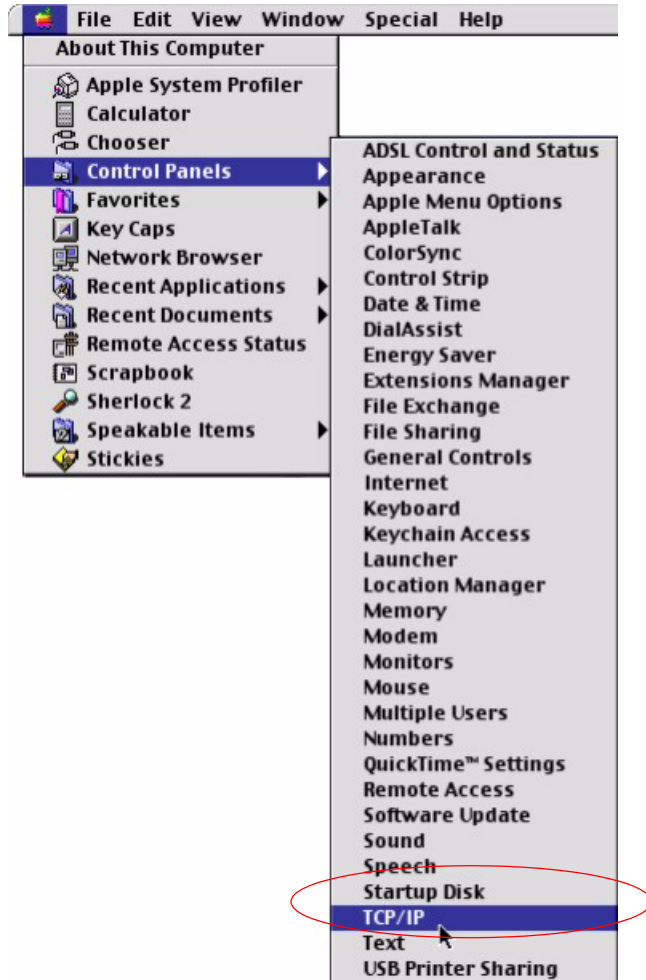 File Edit View Window Special Help
About This Computer
Apple System Profiler
Calculator
Chooser
Control Panels
Favorites
Key Caps
Network Browser
Recent Applications
Recent Documents
Remote Access Status
Scrapbook
Sherlock 2
Speakable Items
Stickies
ADSL Control and Status
Appearance
Apple Menu Options
AppleTalk
ColorSync
Control Strip
Date & Time
DialAssist
Energy Saver
Extensions Manager
File Exchange
File Sharing
General Controls
Internet
Keyboard
Keychain Access
Launcher
Location Manager
Memory
Modem
Monitors
Mouse
Multiple Users
Numbers
QuickTime™ Settings
Remote Access
Software Update
Sound
Speech
Startup Disk
TCP/IP
Text
USB Printer Sharing